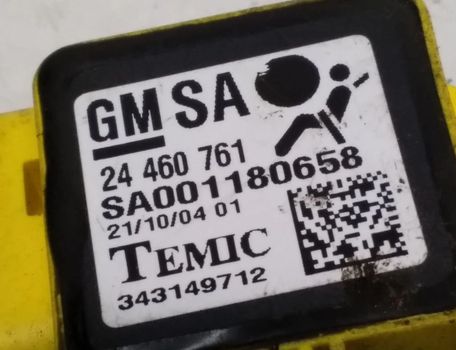 GM SA
24 460 761
SA001180658
21/10/04 01
TEMIC
343149712